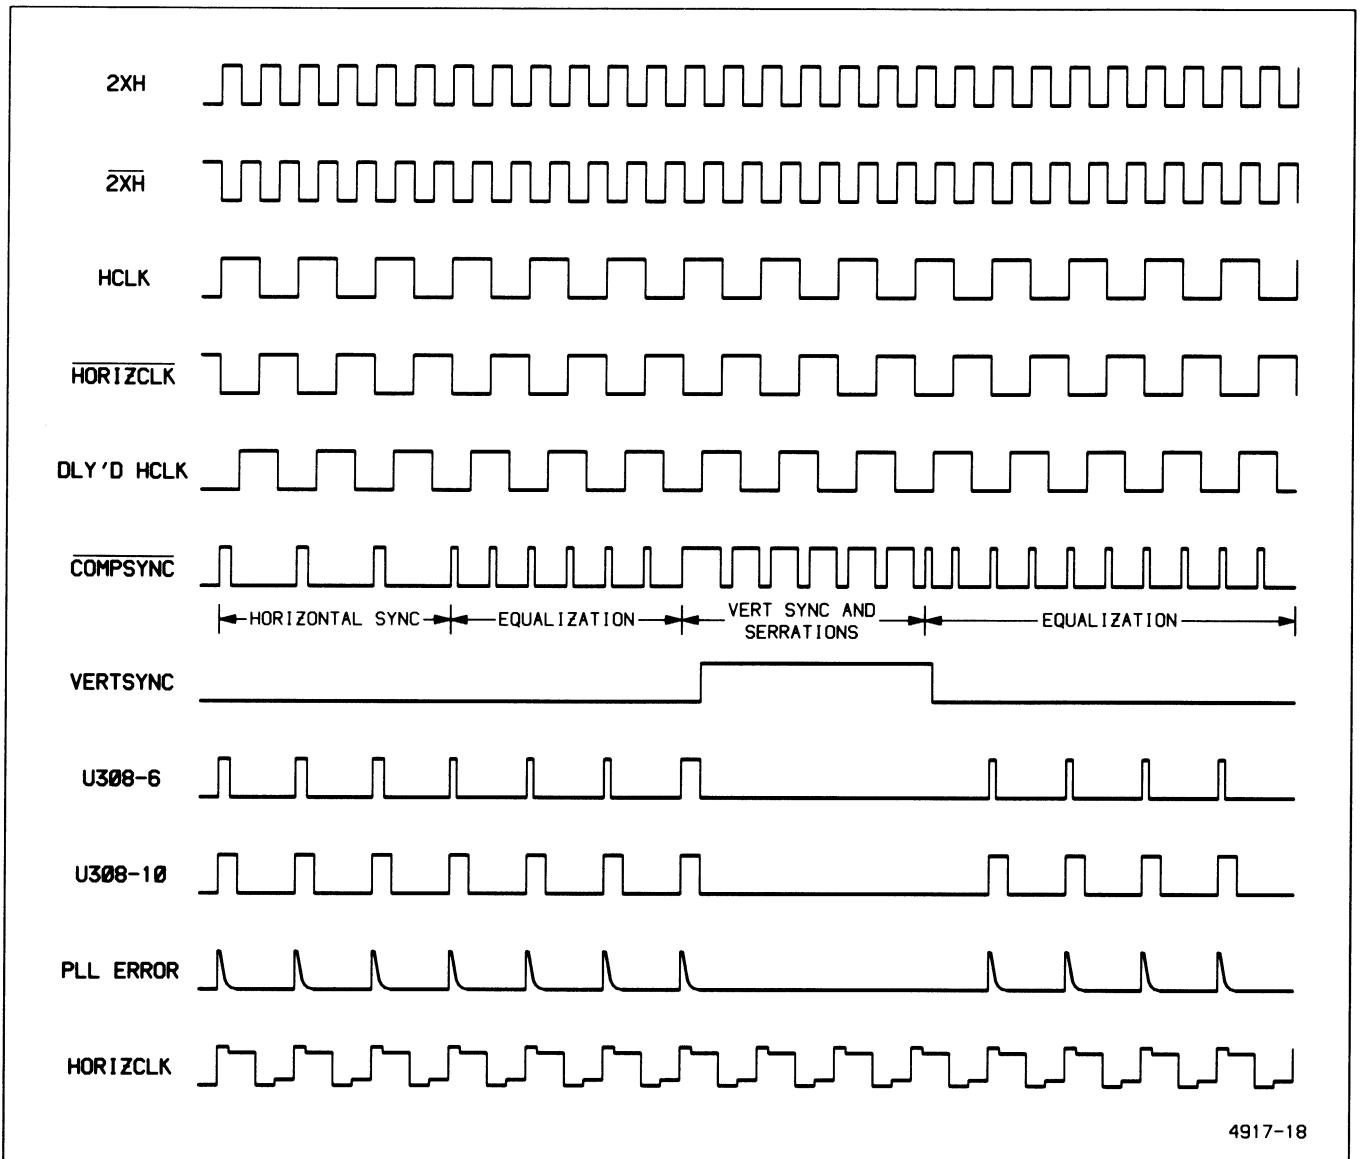 2XH
2XH
HCLK
HORIZCLK
DLY'D HCLK
COMPSYNC
HORIZONTAL SYNC
EQUALIZATION
VERT SYNC AND
SERRATIONS
EQUALIZATION
VERTSYNC
U308-6
U308-10
PLL ERROR
HORIZCLK
4917-18